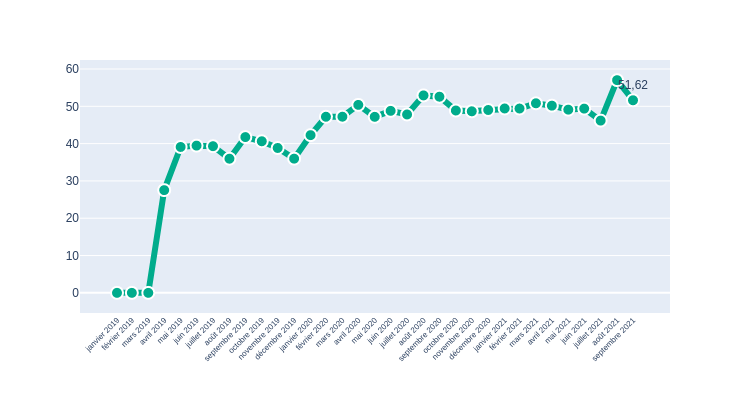 60
51,62
50
40
30
20
10
0
janvier 2019
février 2019
mars 2019
avril 2019
mai 2019
juin 2019
juillet 2019
août 2019
septembre 2019
octobre 2019
novembre 2019
décembre 2019
janvier 2020
février 2020
mars 2020
avril 2020
mai 2020
juin 2020
juillet 2020
août 2020
septembre 2020
octobre 2020
novembre 2020
décembre 2020
janvier 2021
février 2021
mars 2021
avril 2021
mai 2021
juin 2021
juillet 2021
août 2021
septembre 2021